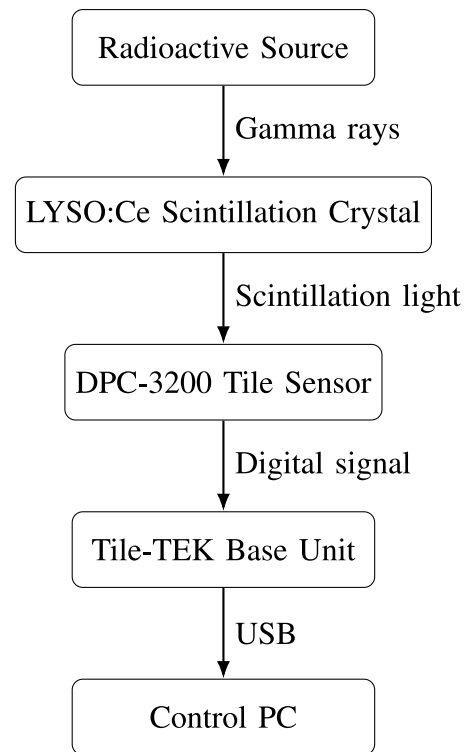 Radioactive Source
Gamma rays
LYSO:Ce Scintillation Crystal
Scintillation light
DPC-3200 Tile Sensor
Digital signal
Tile-TEK Base Unit
USB
Control PC